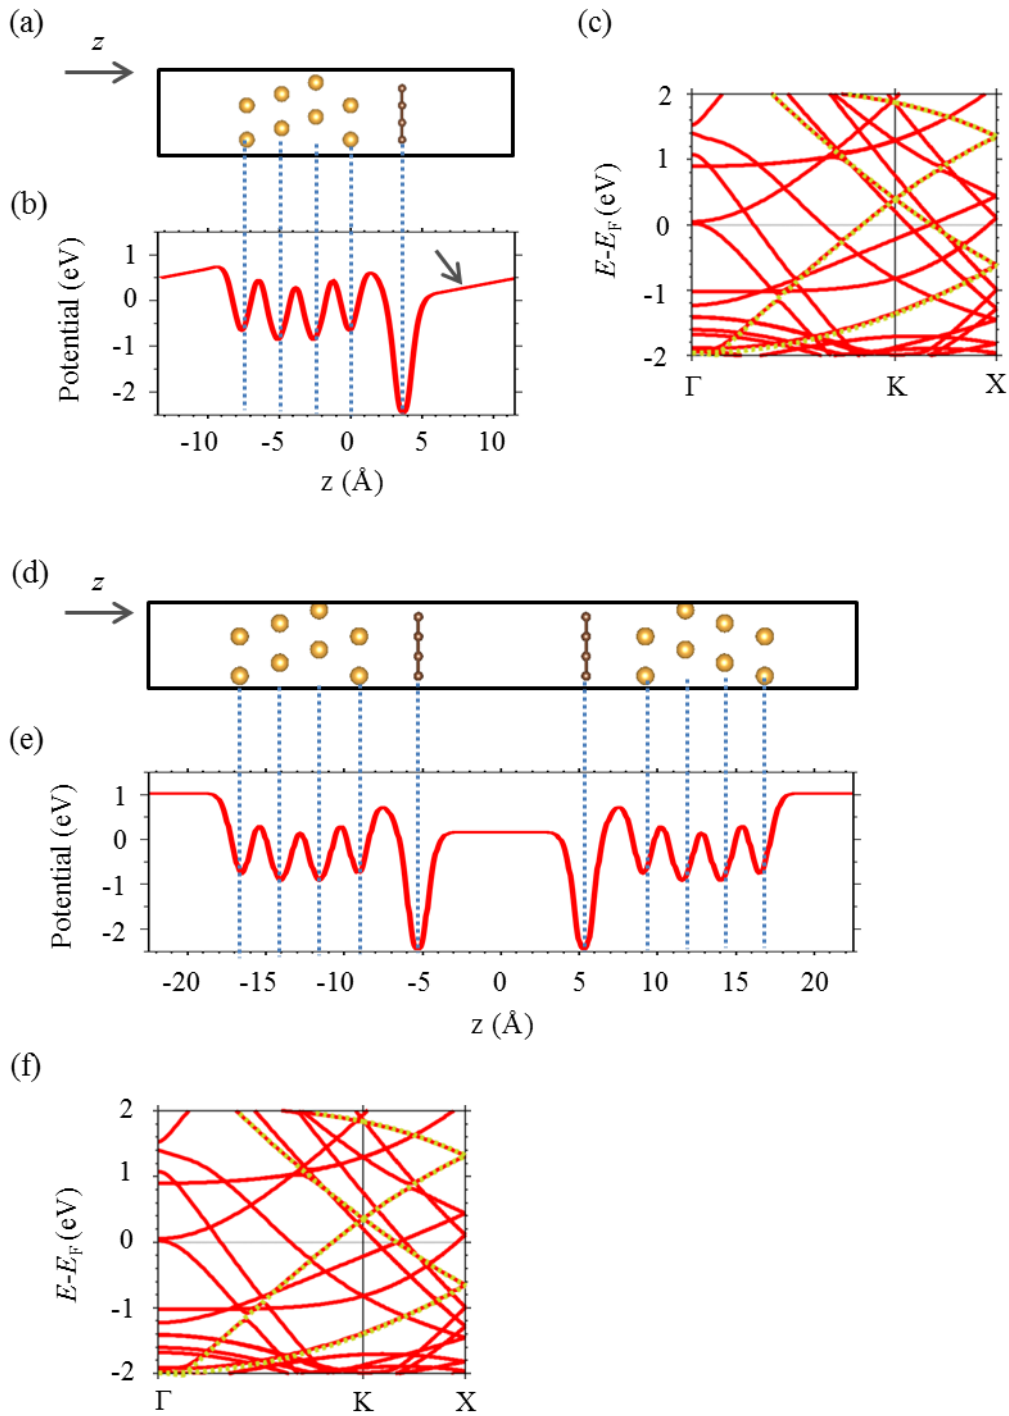 (a)
z
(b)
Potential (eV)
1
0
-1
-2
-10 -5 0 5 10
z (Å)
(c)
E-EF (eV)
2
1
0
-1
-2
Γ K X
(d)
z
(e)
Potential (eV)
1
0
-1
-2
-20 -15 -10 -5 0 5 10 15 20
z (Å)
(f)
E-EF (eV)
2
1
0
-1
-2
Γ K X